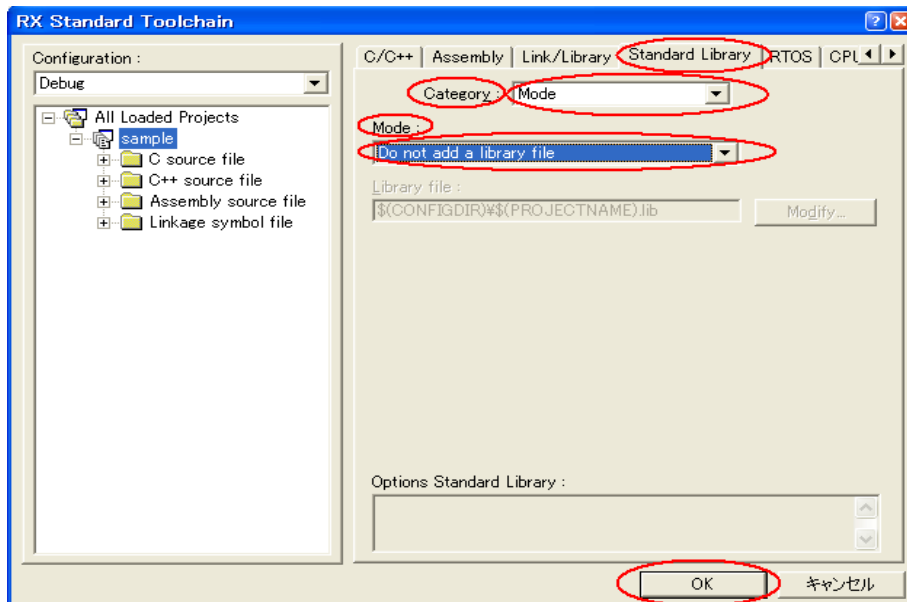 RX Standard Toolchain
Configuration :
Debug
All Loaded Projects
sample
C source file
C++ source file
Assembly source file
Linkage symbol file
C/C++ Assembly Link/Library Standard Library RTOS CPU
Category : Mode
Mode :
Do not add a library file
Library file :
$(CONFIGDIR)¥$(PROJECTNAME).lib Modify...
Options Standard Library :
OK キャンセル